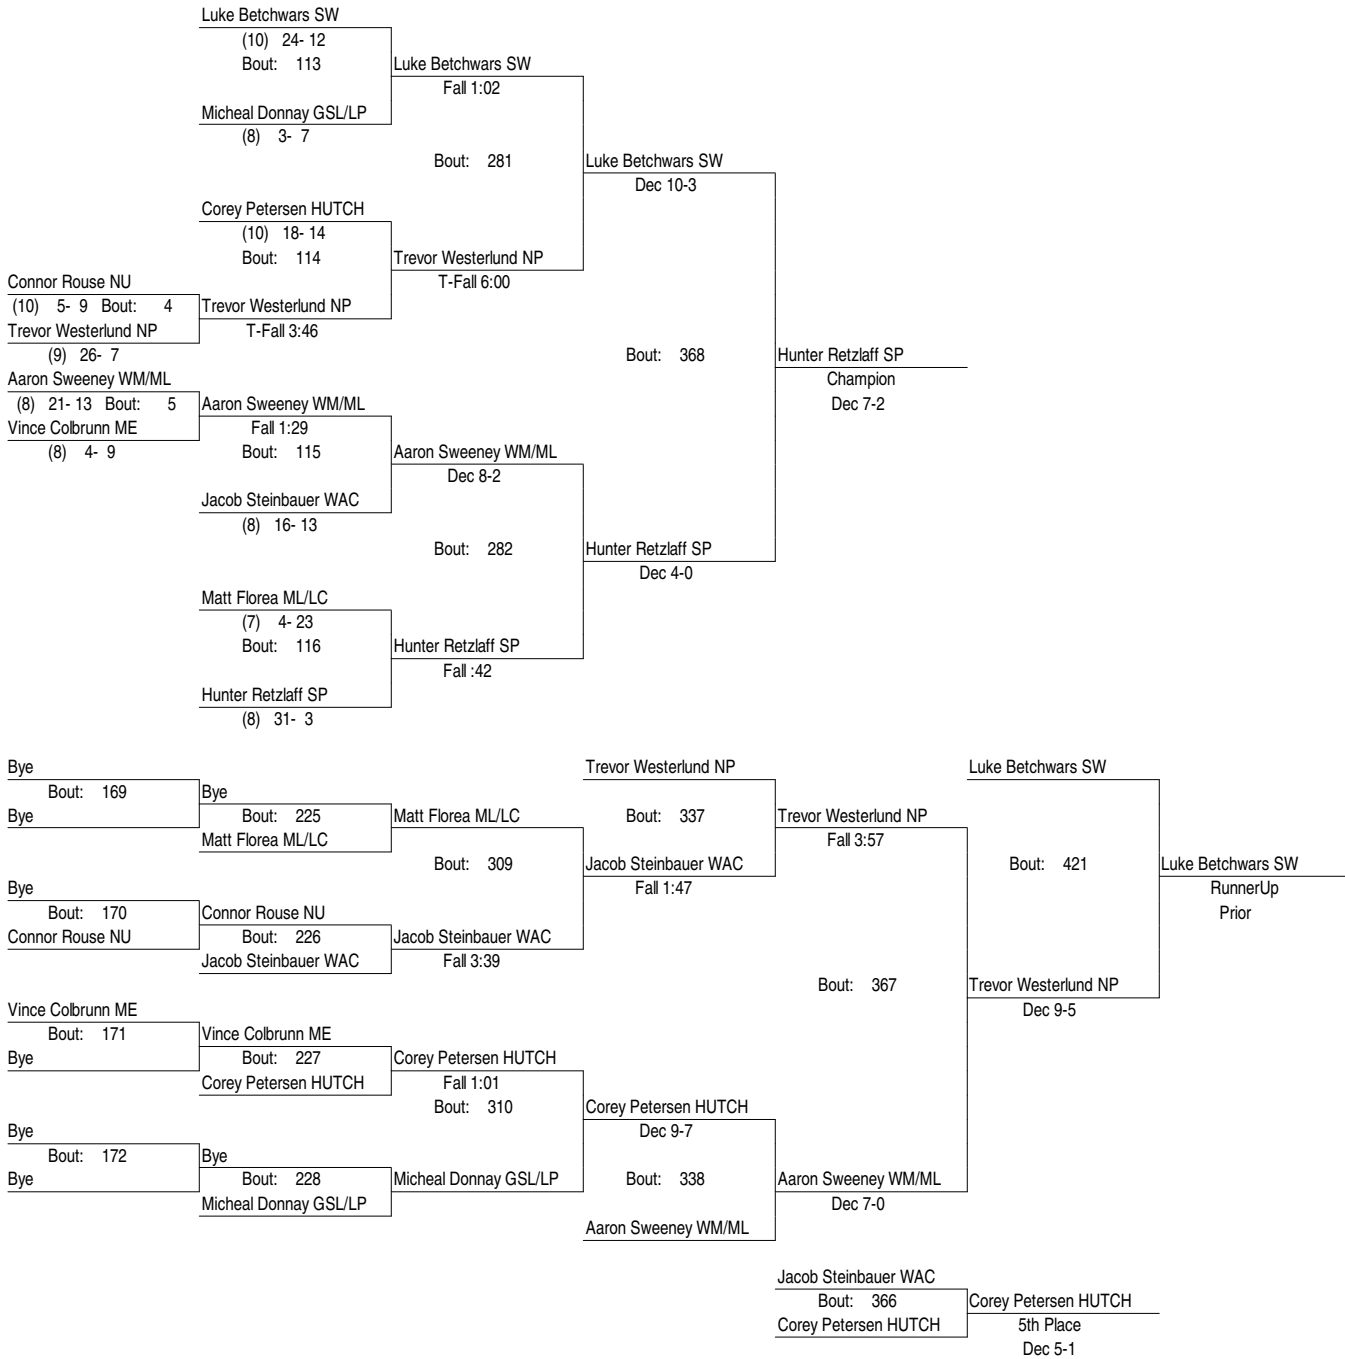 Luke Betchwars SW
(10) 24- 12
Bout: 113
Luke Betchwars SW
Fall 1:02
Micheal Donnay GSL/LP
(8) 3- 7
Bout: 281
Luke Betchwars SW
Dec 10-3
Corey Petersen HUTCH
(10) 18- 14
Bout: 114
Trevor Westerlund NP
T-Fall 6:00
Connor Rouse NU
(10) 5- 9 Bout: 4
Trevor Westerlund NP
Trevor Westerlund NP
T-Fall 3:46
(9) 26- 7
Bout: 368
Hunter Retzlaff SP
Champion
Dec 7-2
Aaron Sweeney WM/ML
(8) 21- 13 Bout: 5
Aaron Sweeney WM/ML
Vince Colbrunn ME
Fall 1:29
(8) 4- 9
Bout: 115
Aaron Sweeney WM/ML
Dec 8-2
Jacob Steinbauer WAC
(8) 16- 13
Bout: 282
Hunter Retzlaff SP
Dec 4-0
Matt Florea ML/LC
(7) 4- 23
Bout: 116
Hunter Retzlaff SP
Fall :42
Hunter Retzlaff SP
(8) 31- 3
Bye
Trevor Westerlund NP
Luke Betchwars SW
Bout: 169
Bye
Bye
Bout: 225
Matt Florea ML/LC
Bout: 337
Trevor Westerlund NP
Matt Florea ML/LC
Fall 3:57
Bout: 309
Jacob Steinbauer WAC
Bout: 421
Luke Betchwars SW
Bye
Fall 1:47
RunnerUp
Bout: 170
Connor Rouse NU
Prior
Connor Rouse NU
Bout: 226
Jacob Steinbauer WAC
Jacob Steinbauer WAC
Fall 3:39
Bout: 367
Trevor Westerlund NP
Dec 9-5
Vince Colbrunn ME
Bout: 171
Vince Colbrunn ME
Bye
Bout: 227
Corey Petersen HUTCH
Corey Petersen HUTCH
Fall 1:01
Bout: 310
Corey Petersen HUTCH
Dec 9-7
Bye
Bout: 172
Bye
Bye
Bout: 228
Micheal Donnay GSL/LP
Bout: 338
Aaron Sweeney WM/ML
Micheal Donnay GSL/LP
Dec 7-0
Aaron Sweeney WM/ML
Jacob Steinbauer WAC
Bout: 366
Corey Petersen HUTCH
Corey Petersen HUTCH
5th Place
Dec 5-1